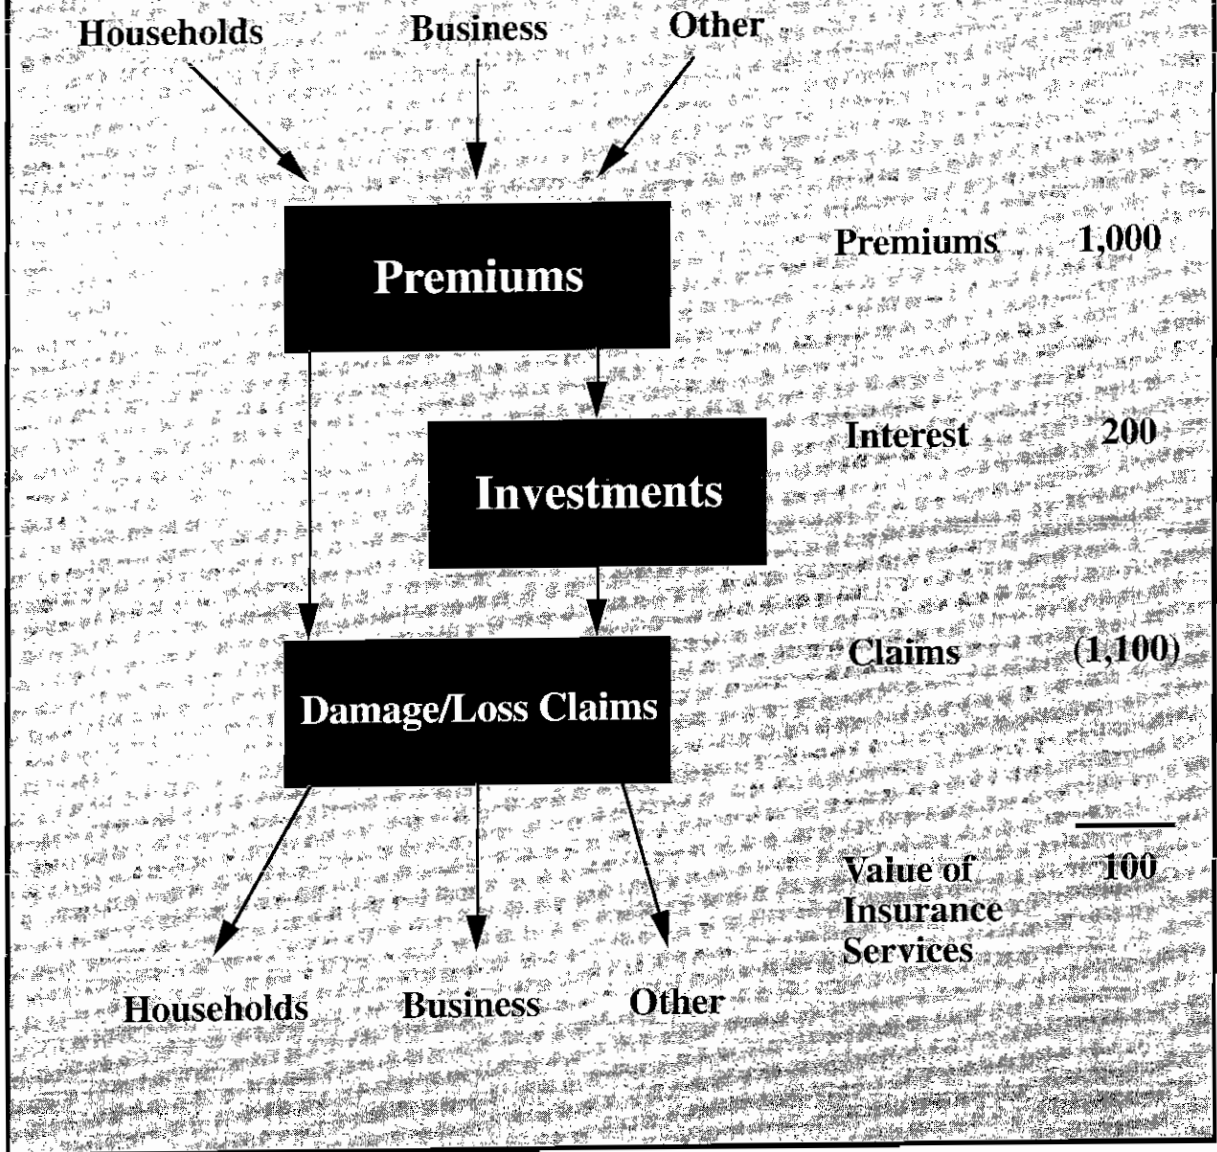 Households Business Other
Premiums
Premiums 1,000
Interest 200
Investments
Claims (1,100)
Damage/Loss Claims
Value of 100
Insurance
Services
Households Business Other